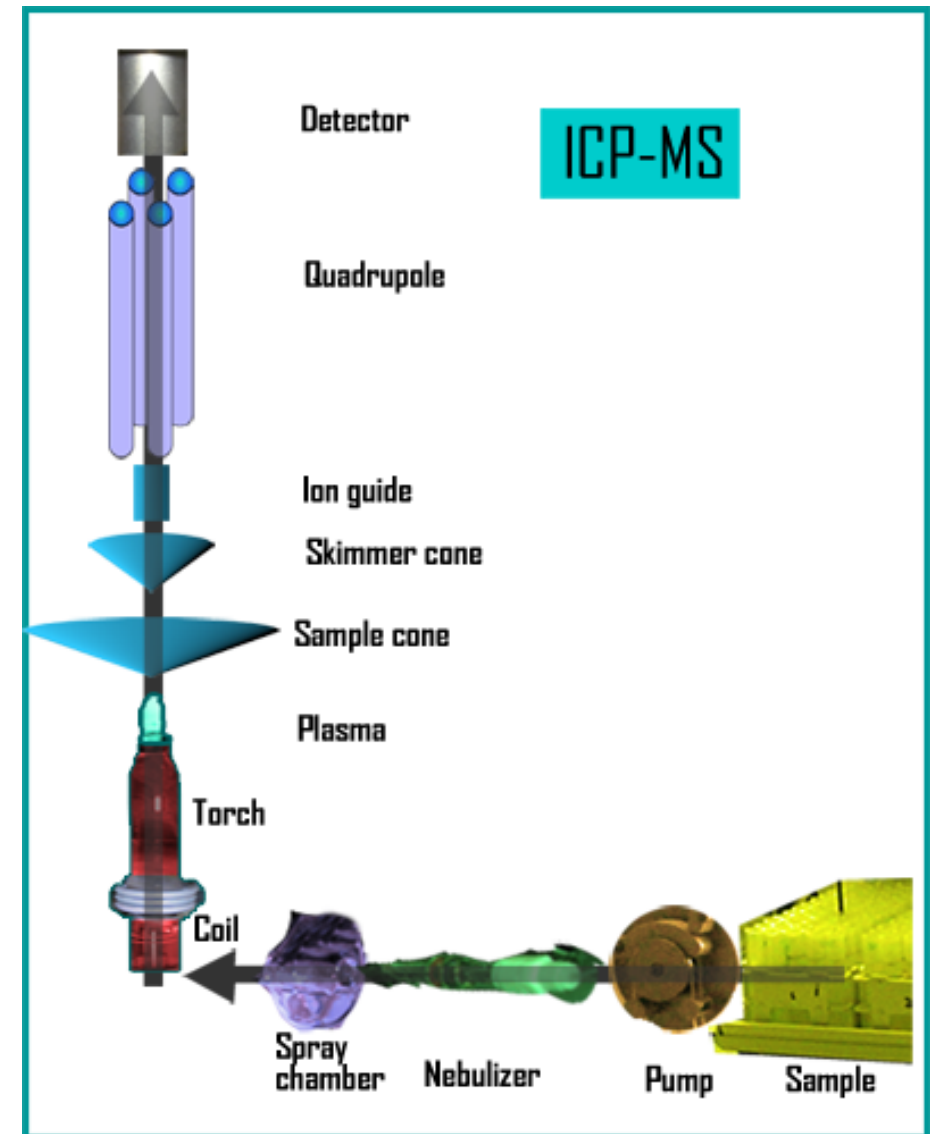 Detector
ICP-MS
Quadrupole
Ion guide
Skimmer cone
Sample cone
Plasma
Torch
Coil
Spray
chamber
Nebulizer
Pump
Sample